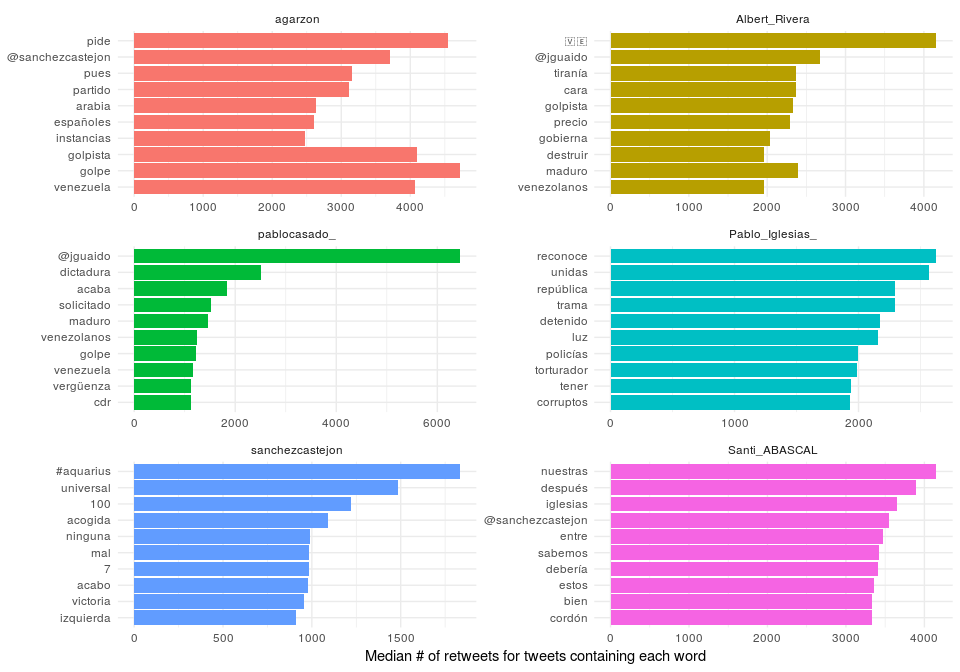 agarzon
pide
@sanchezcastejon
pues
partido
arabia
españoles
instancias
golpista
golpe
venezuela
0 1000 2000 3000 4000
Albert_Rivera
🇻🇪
@jguaido
tiranía
cara
golpista
precio
gobierna
destruir
maduro
venezolanos
0 1000 2000 3000 4000
pablocasado_
@jguaido
dictadura
acaba
solicitado
maduro
venezolanos
golpe
venezuela
vergüenza
cdr
0 2000 4000 6000
Pablo_Iglesias_
reconoce
unidas
república
trama
detenido
luz
policías
torturador
tener
corruptos
0 1000 2000
sanchezcastejon
#aquarius
universal
100
acogida
ninguna
mal
7
acabo
victoria
izquierda
0 500 1000 1500
Santi_ABASCAL
nuestras
después
iglesias
@sanchezcastejon
entre
sabemos
debería
estos
bien
cordón
0 1000 2000 3000 4000
Median # of retweets for tweets containing each word